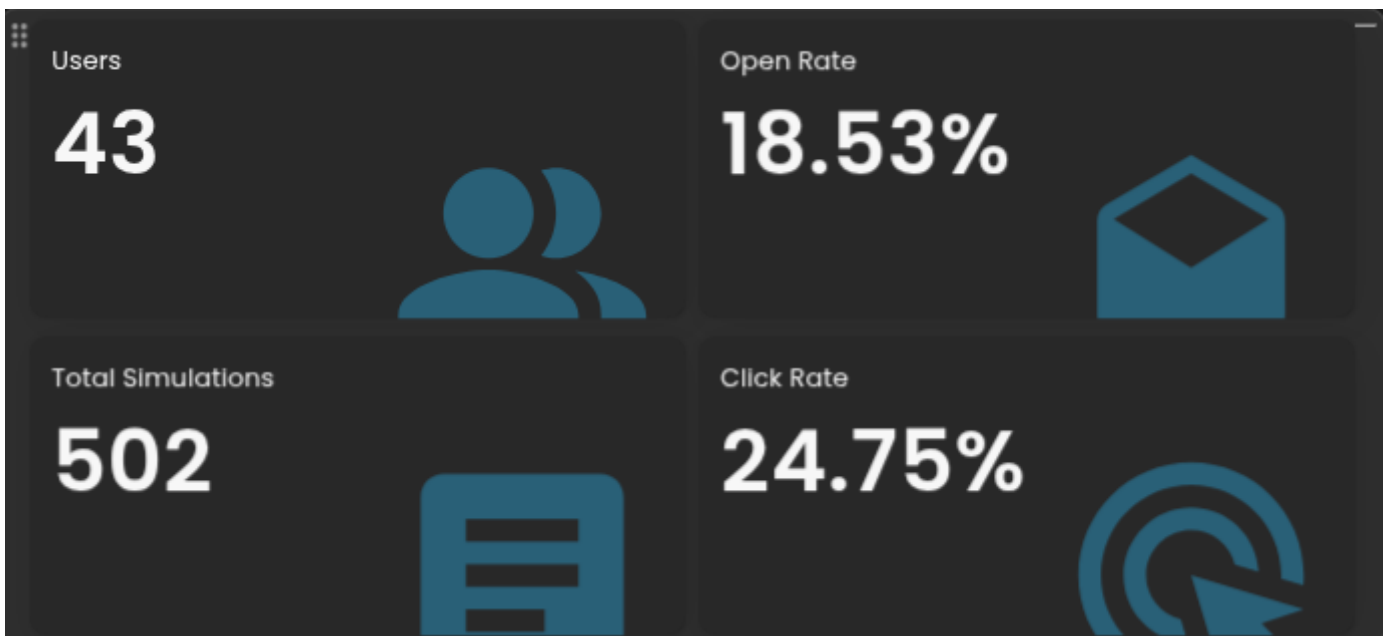 Users
43
Open Rate
18.53%
Total Simulations
502
Click Rate
24.75%